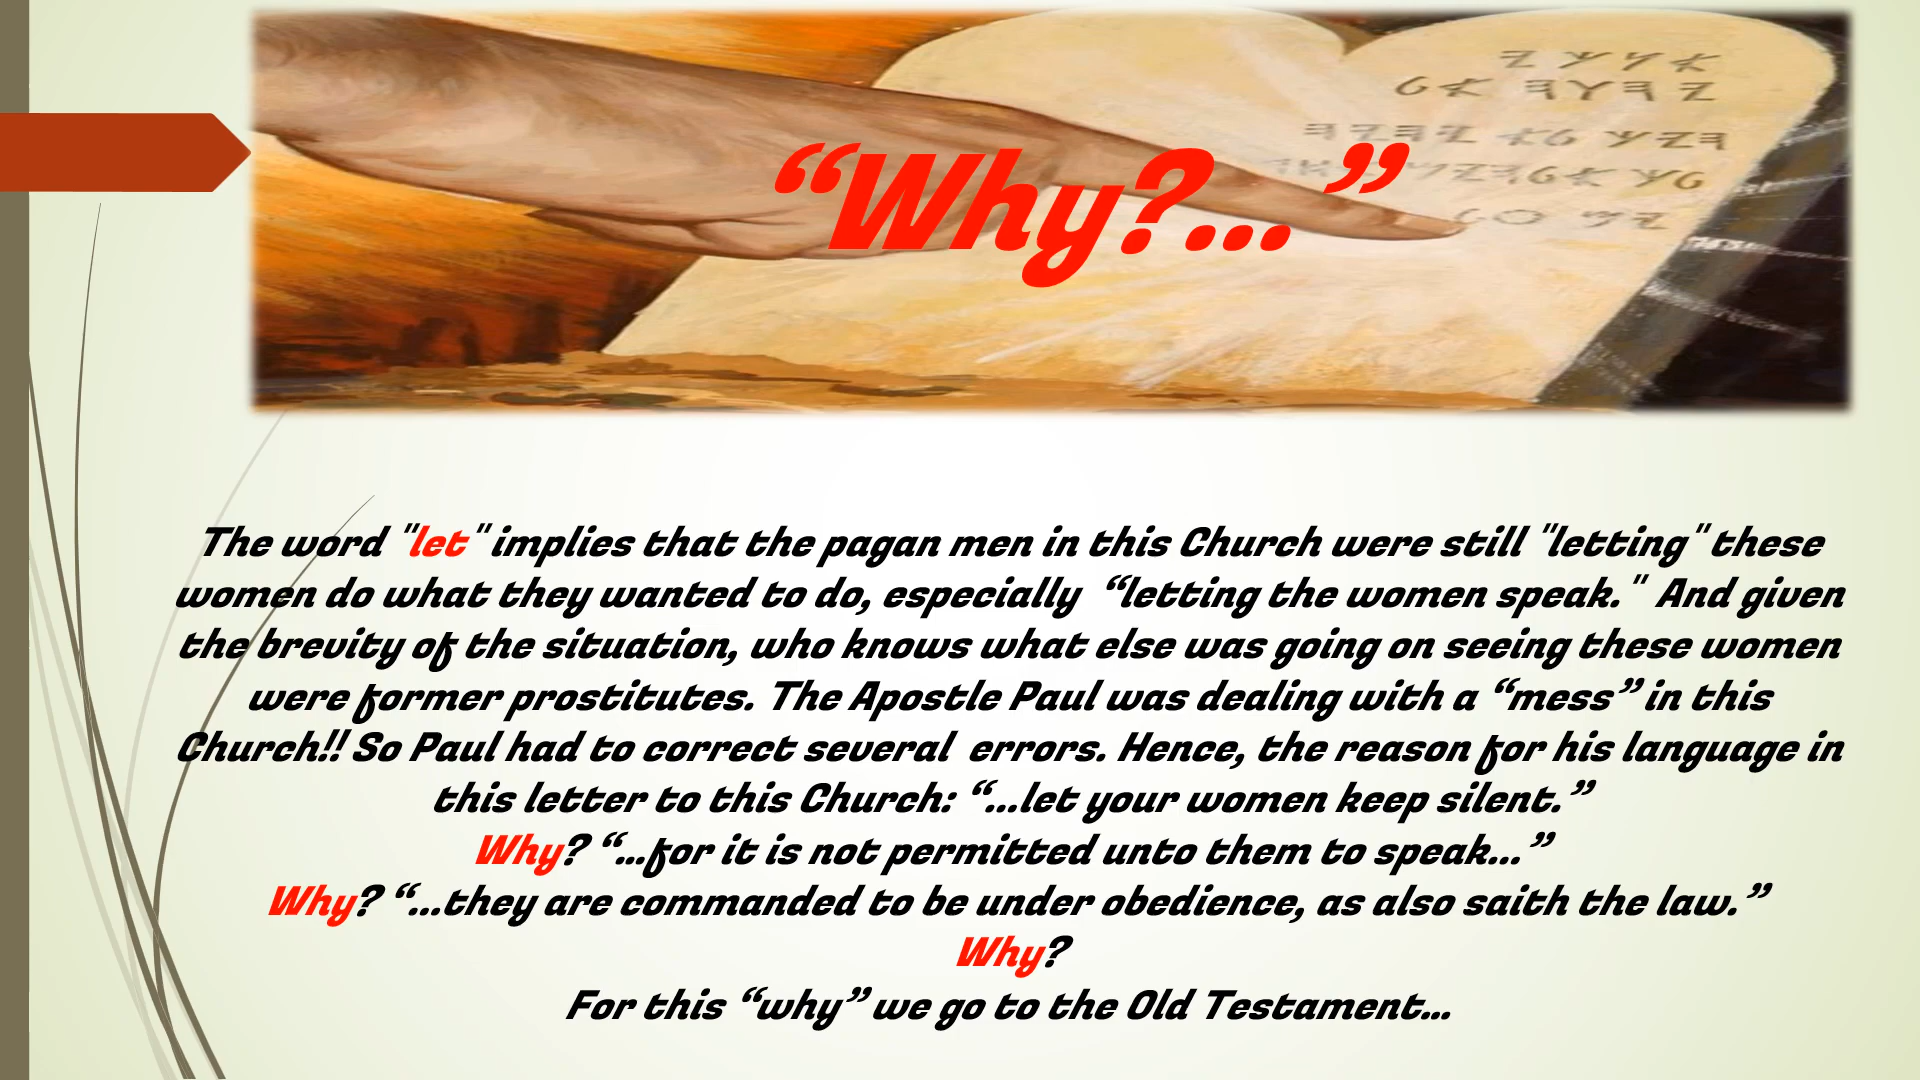 “Why?...”
The word "let" implies that the pagan men in this Church were still "letting" these
women do what they wanted to do, especially  “letting the women speak."  And given
the brevity of the situation, who knows what else was going on seeing these women
were former prostitutes.  The Apostle Paul was dealing with a “mess” in this
Church!! So Paul had to correct several  errors. Hence, the reason for his language in
this letter to this Church: “...let your women keep silent.”
Why? “...for it is not permitted unto them to speak...”
Why? “...they are commanded to be under obedience, as also saith the law.”
Why?
For this “why” we go to the Old Testament...